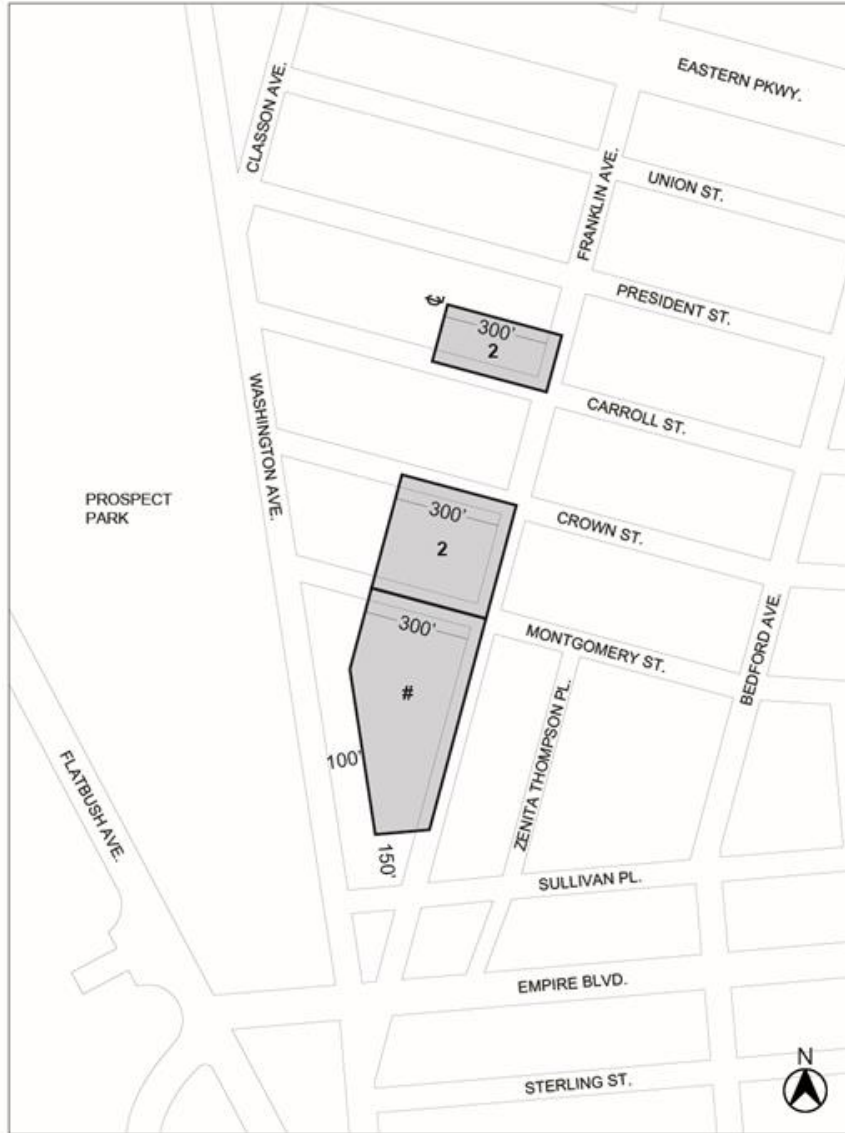 EASTERN PKWY.
CLASSON AVE.
UNION ST.
FRANKLIN AVE.
PRESIDENT ST.
300'
2
CARROLL ST.
WASHINGTON AVE.
PROSPECT
PARK
300'
2
CROWN ST.
300'
MONTGOMERY ST.
BEDFORD AVE.
#
ZENITA THOMPSON PL.
100'
FLATBUSH AVE.
150'
SULLIVAN PL.
EMPIRE BLVD.
N
STERLING ST.